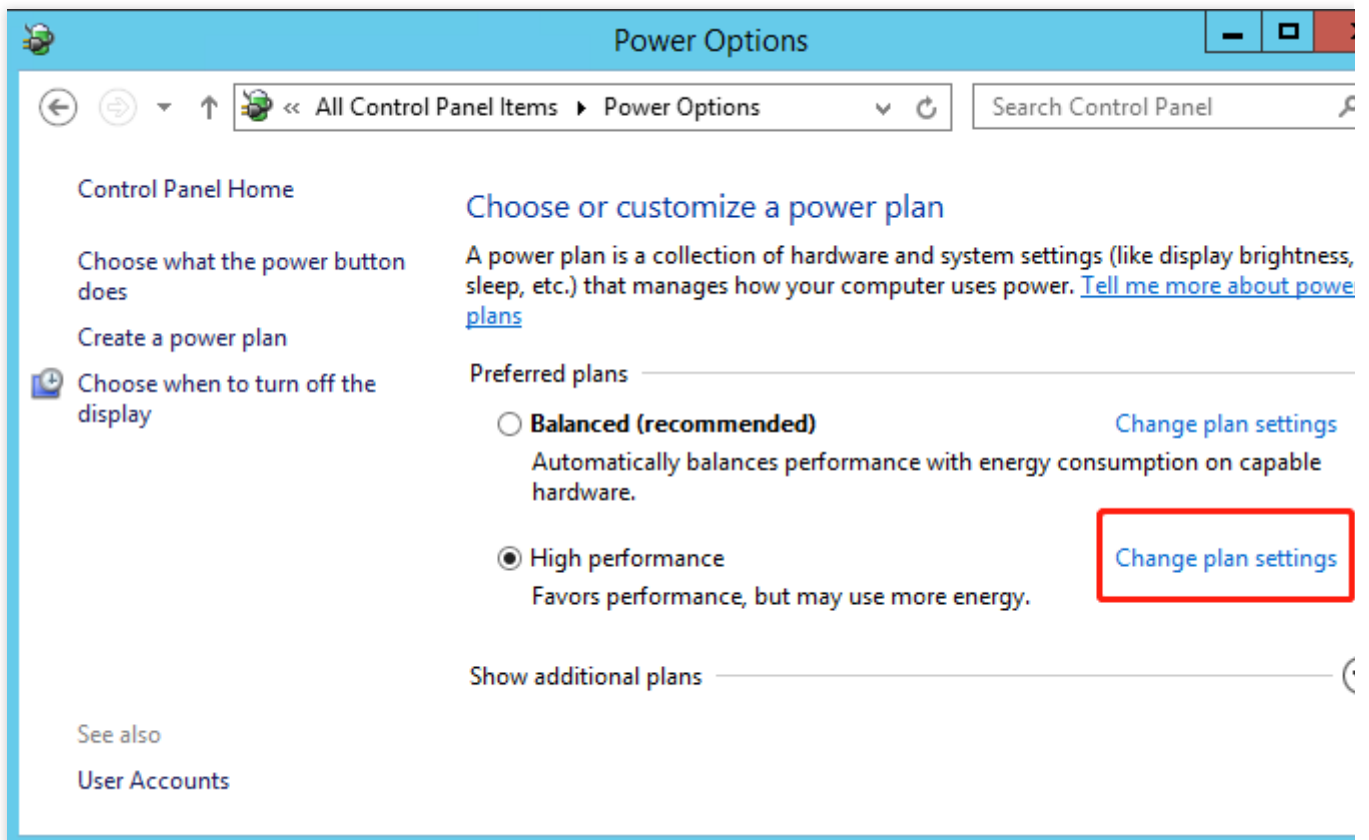 Power Options
« All Control Panel Items ▸ Power Options
Search Control Panel
Control Panel Home
Choose what the power button
does
Create a power plan
Choose when to turn off the
display
See also
User Accounts
Choose or customize a power plan
A power plan is a collection of hardware and system settings (like display brightness,
sleep, etc.) that manages how your computer uses power. Tell me more about power
plans
Preferred plans
Balanced (recommended) Change plan settings
Automatically balances performance with energy consumption on capable
hardware.
High performance Change plan settings
Favors performance, but may use more energy.
Show additional plans